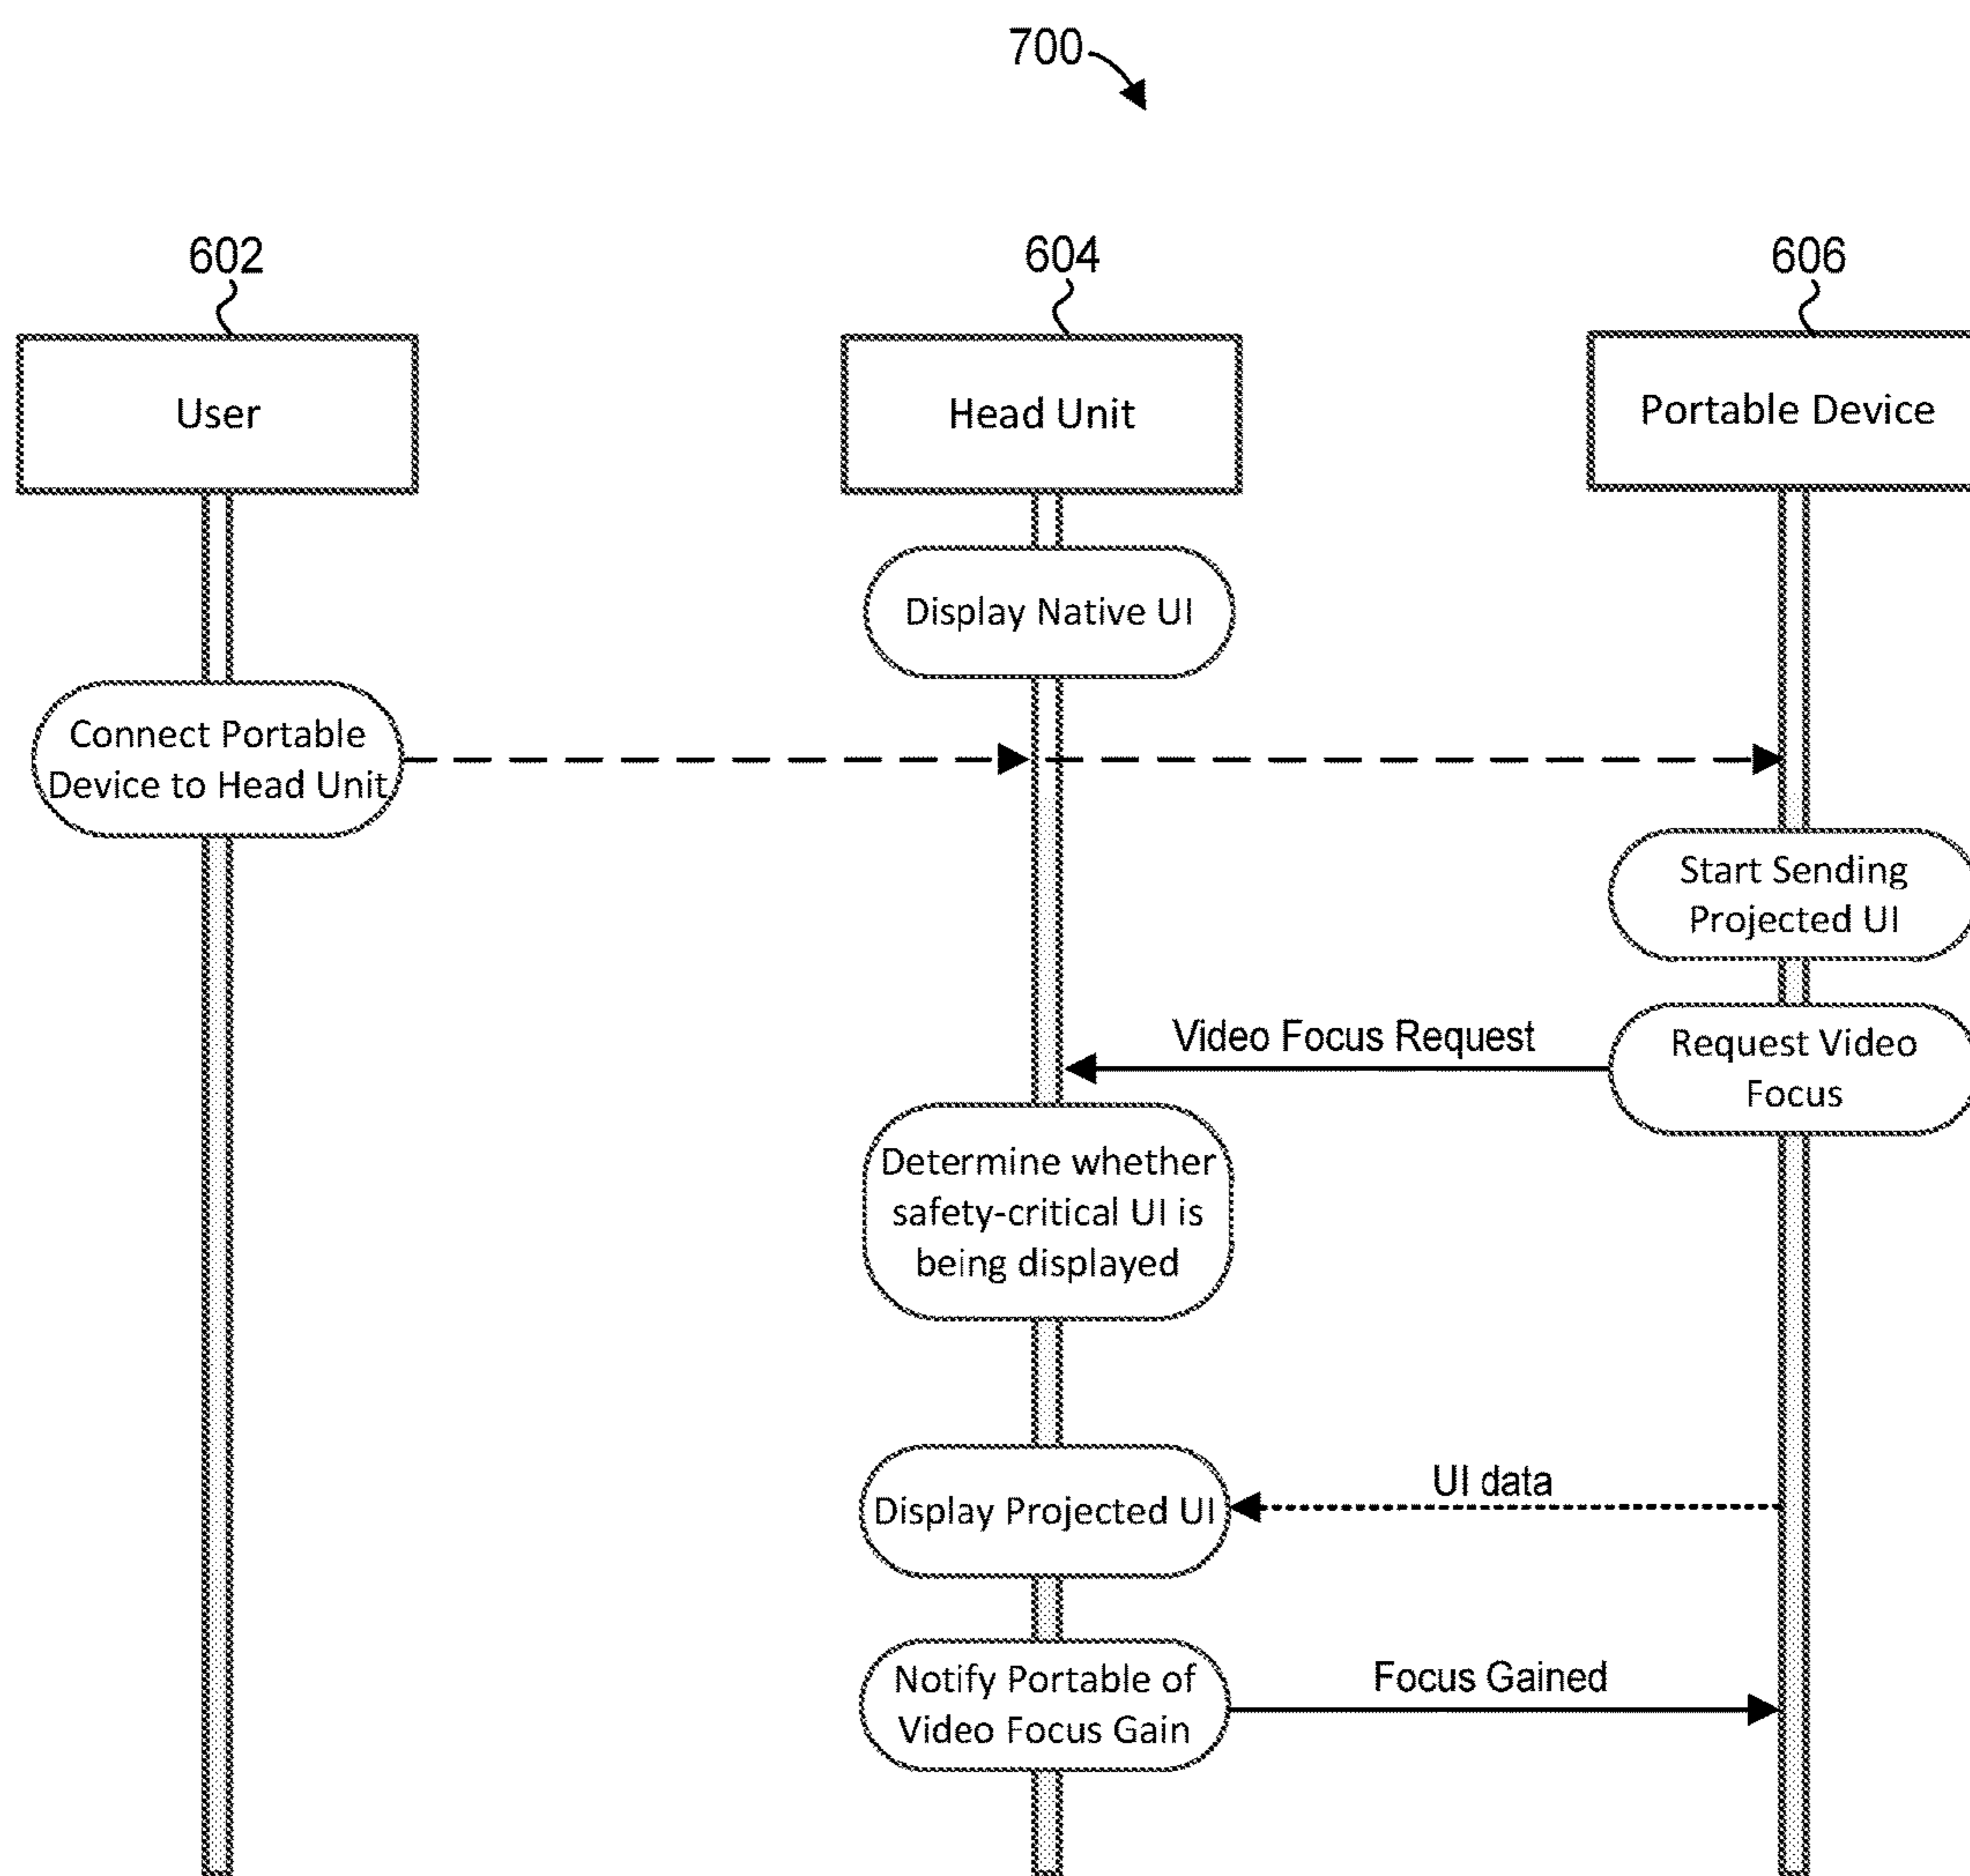 700
602
604
606
User
Head Unit
Portable Device
Display Native UI
Connect Portable
Device to Head Unit
Start Sending
Projected UI
Video Focus Request
Request Video
Focus
Determine whether
safety-critical UI is
being displayed
UI data
Display Projected UI
Notify Portable of
Video Focus Gain
Focus Gained